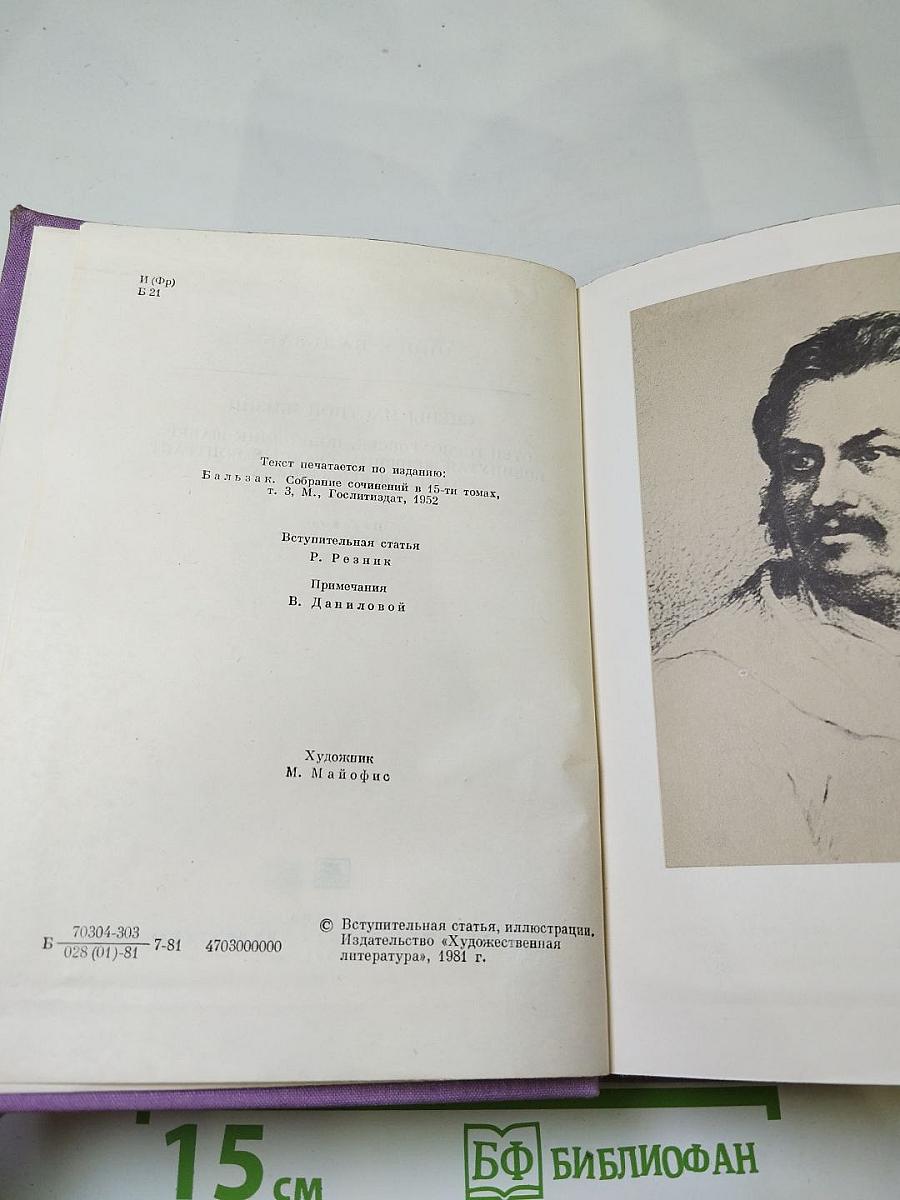 И (Фр)
Б 21
Текст печатается по изданию:
Бальзак. Собрание сочинений в 15-ти томах,
т. 3, М., Гослитиздат, 1952
Вступительная статья
Р. Резник
Примечания
В. Даниловой
Художник
М. Майофис
Б 70304-303 7-81 4703000000
028 (01)-81
© Вступительная статья, иллюстрации.
Издательство «Художественная
литература», 1981 г.
15 см
БФ БИБЛИОФАН